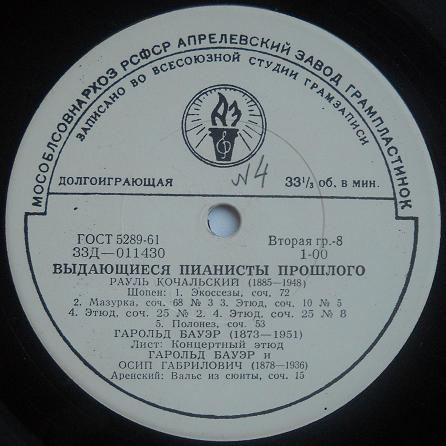 МОСОБЛСОВНАРХОЗ РСФСР АПРЕЛЕВСКИЙ ЗАВОД ГРАМПЛАСТИНОК
ЗАПИСАНО ВО ВСЕСОЮЗНОЙ СТУДИИ ГРАМЗАПИСИ
АЗ
ДОЛГОИГРАЮЩАЯ
№4
33⅓ об. в мин.
ГОСТ 5289-61
Вторая гр.-8
33Д—011430
1-00
ВЫДАЮЩИЕСЯ ПИАНИСТЫ ПРОШЛОГО
РАУЛЬ КОЧАЛЬСКИЙ (1885—1948)
Шопен: 1. Экоссезы, соч. 72
2. Мазурка, соч. 68 № 3 3. Этюд, соч. 10 № 5
4. Этюд, соч. 25 № 2. 4. Этюд, соч. 25 № 8
5. Полонез, соч. 53
ГАРОЛЬД БАУЭР (1873—1951)
Лист: Концертный этюд
ГАРОЛЬД БАУЭР и
ОСИП ГАБРИЛОВИЧ (1878—1936)
Аренский: Вальс из сюиты, соч. 15